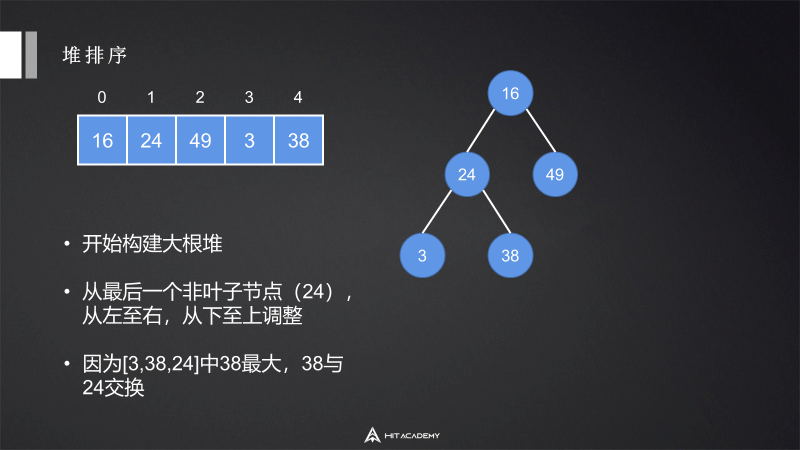 堆排序
0 1 2 3 4
16 24 49 3 38
16
24 49
3 38
• 开始构建大根堆
• 从最后一个非叶子节点（24），
从左至右，从下至上调整
• 因为[3,38,24]中38最大，38与
24交换
HIT ACADEMY